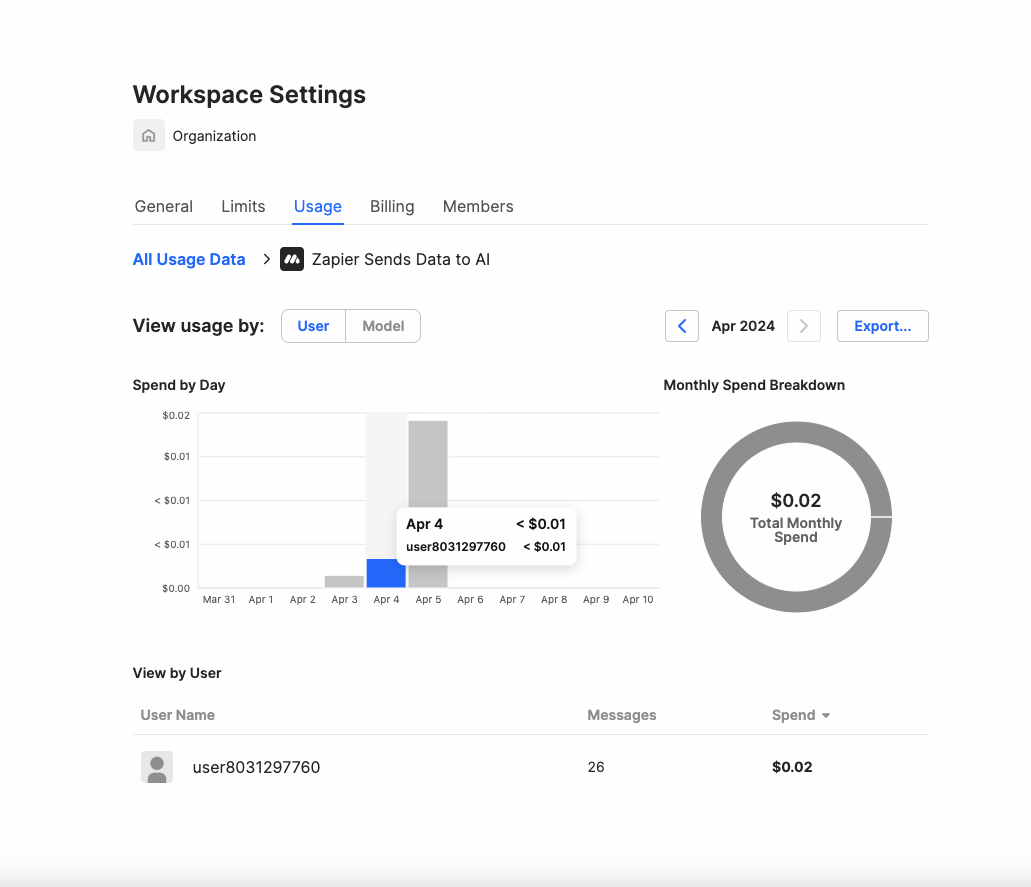 Workspace Settings
Organization
General Limits Usage Billing Members
All Usage Data > Zapier Sends Data to AI
View usage by: User Model Apr 2024 Export...
Spend by Day
Monthly Spend Breakdown
$0.02
$0.01
< $0.01
< $0.01
$0.00
Mar 31 Apr 1 Apr 2 Apr 3 Apr 4 Apr 5 Apr 6 Apr 7 Apr 8 Apr 9 Apr 10
Apr 4 < $0.01
user8031297760 < $0.01
$0.02
Total Monthly
Spend
View by User
User Name Messages Spend
user8031297760 26 $0.02